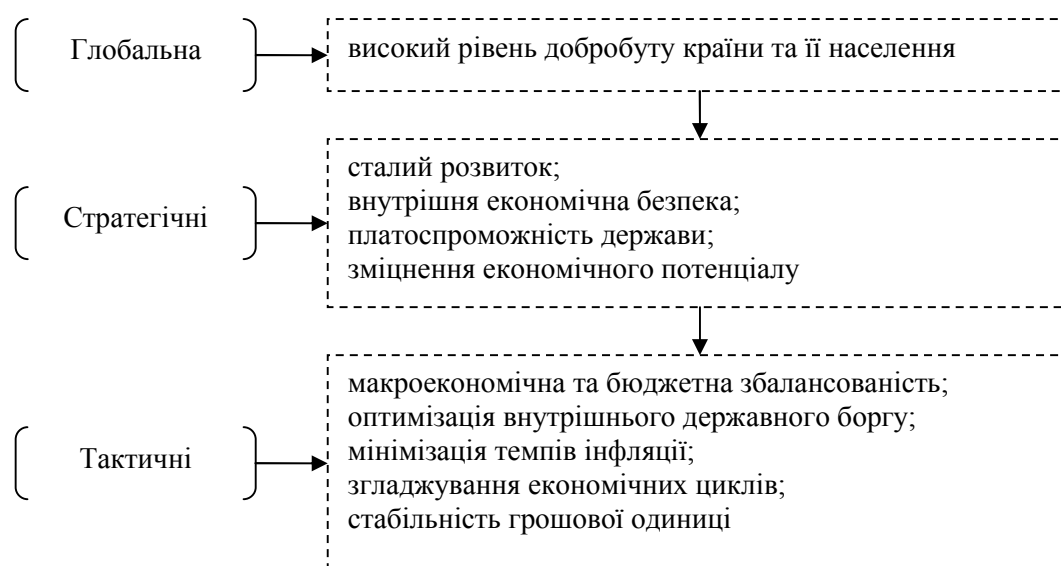 Глобальна
високий рівень добробуту країни та її населення
Стратегічні
сталий розвиток;
внутрішня економічна безпека;
платоспроможність держави;
зміцнення економічного потенціалу
Тактичні
макроекономічна та бюджетна збалансованість;
оптимізація внутрішнього державного боргу;
мінімізація темпів інфляції;
згладжування економічних циклів;
стабільність грошової одиниці